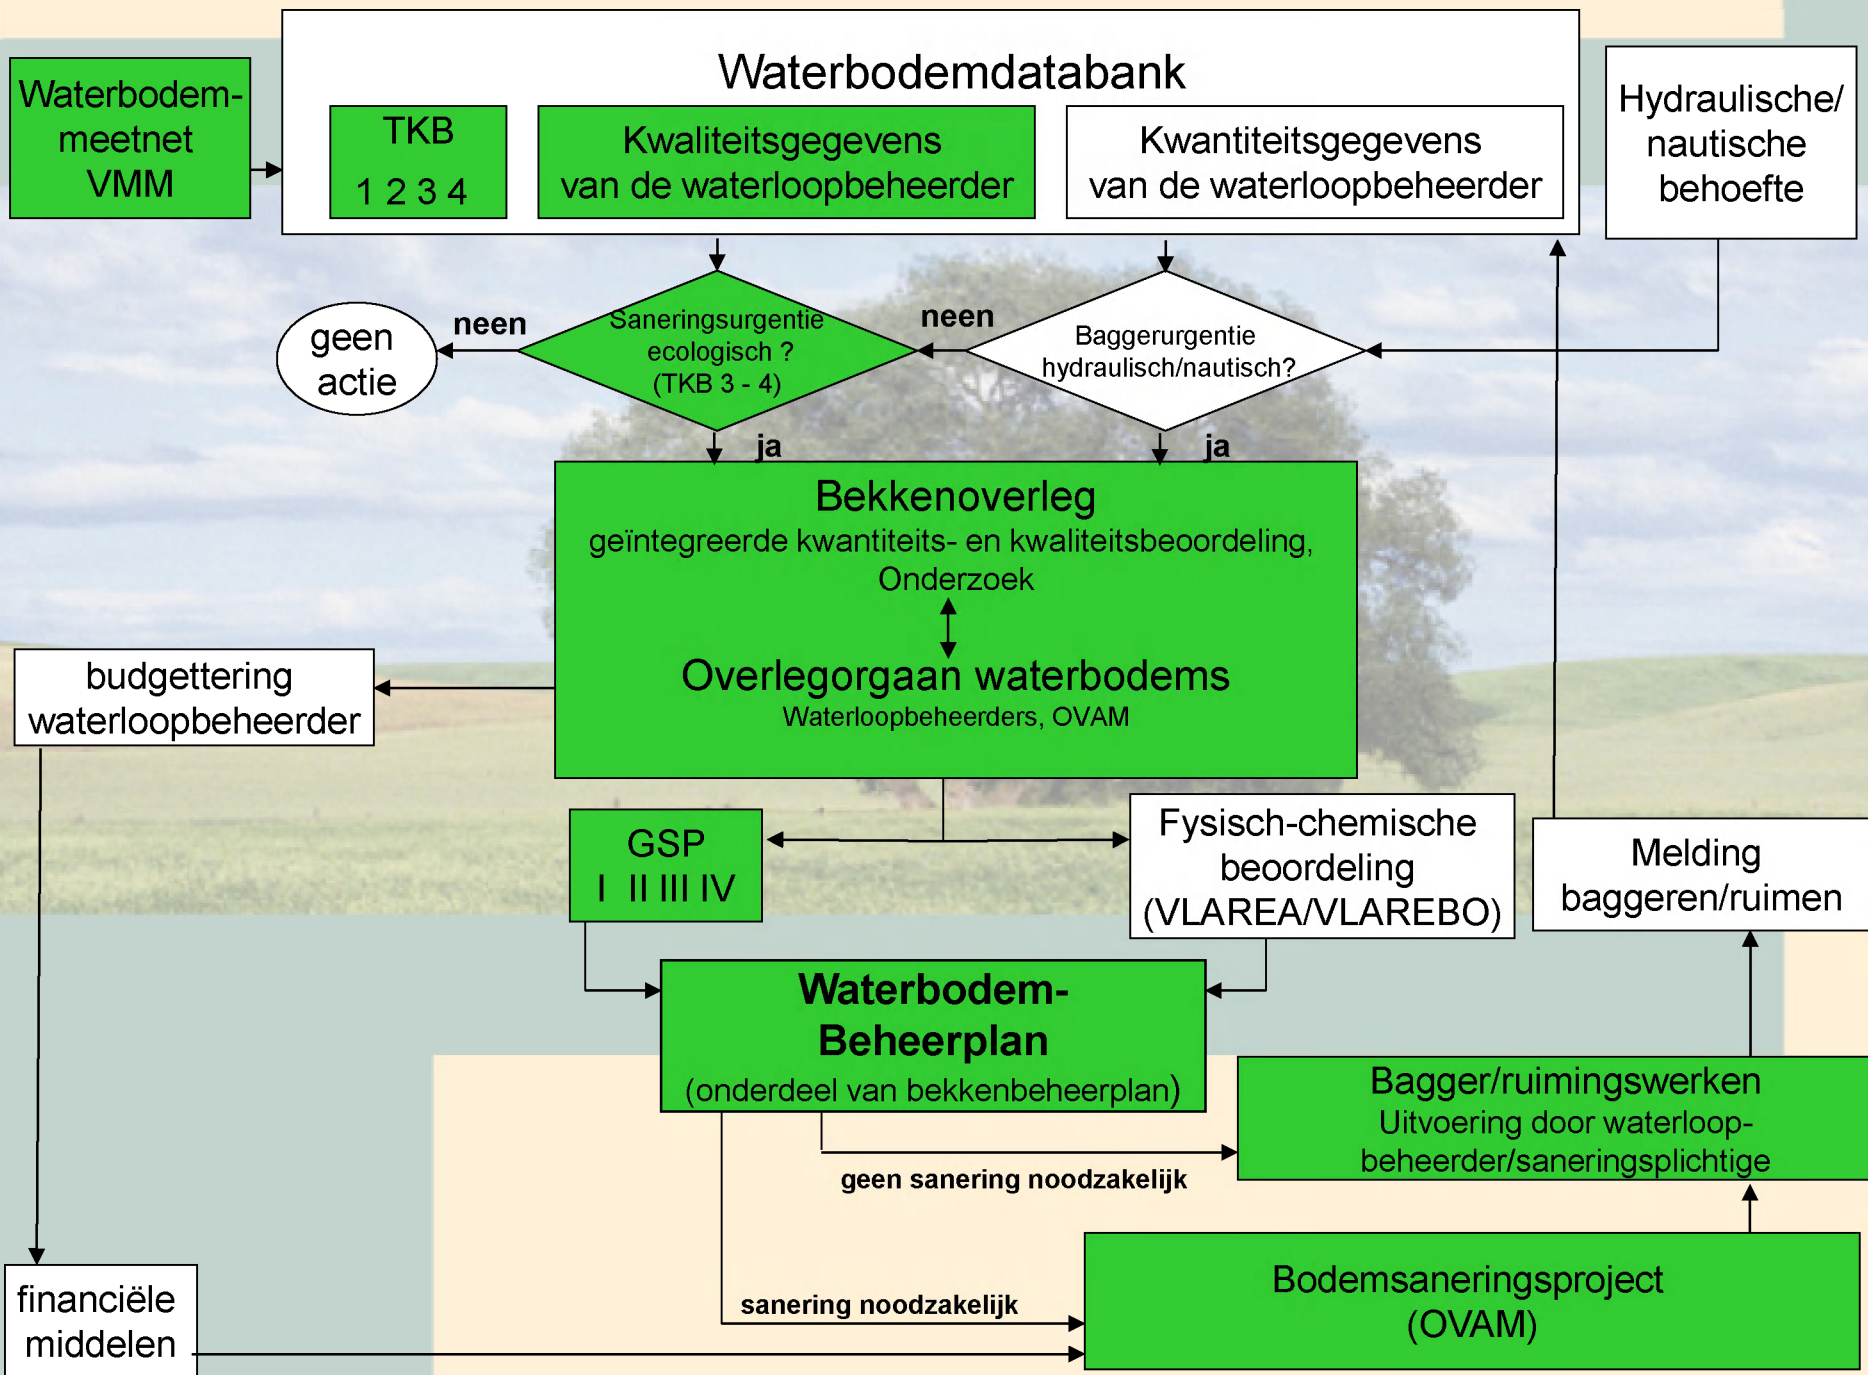 Waterbodemdatabank
Waterbodem-
meetnet
VMM
TKB
1 2 3 4
Kwaliteitsgegevens
van de waterloopbeheerder
Kwantiteitsgegevens
van de waterloopbeheerder
Hydraulische/
nautische
behoefte
geen
actie
neen
Saneringsurgentie
ecologisch ?
(TKB 3 - 4)
neen
Baggerurgentie
hydraulisch/nautisch?
ja
ja
Bekkenoverleg
geïntegreerde kwantiteits- en kwaliteitsbeoordeling,
Onderzoek
Overlegorgaan waterbodems
Waterloopbeheerders, OVAM
budgettering
waterloopbeheerder
GSP
I II III IV
Fysisch-chemische
beoordeling
(VLAREA/VLAREBO)
Melding
baggeren/ruimen
Waterbodem-
Beheerplan
(onderdeel van bekkenbeheerplan)
Bagger/ruimingswerken
Uitvoering door waterloop-
beheerder/saneringsplichtige
geen sanering noodzakelijk
sanering noodzakelijk
Bodemsaneringsproject
(OVAM)
financiële
middelen